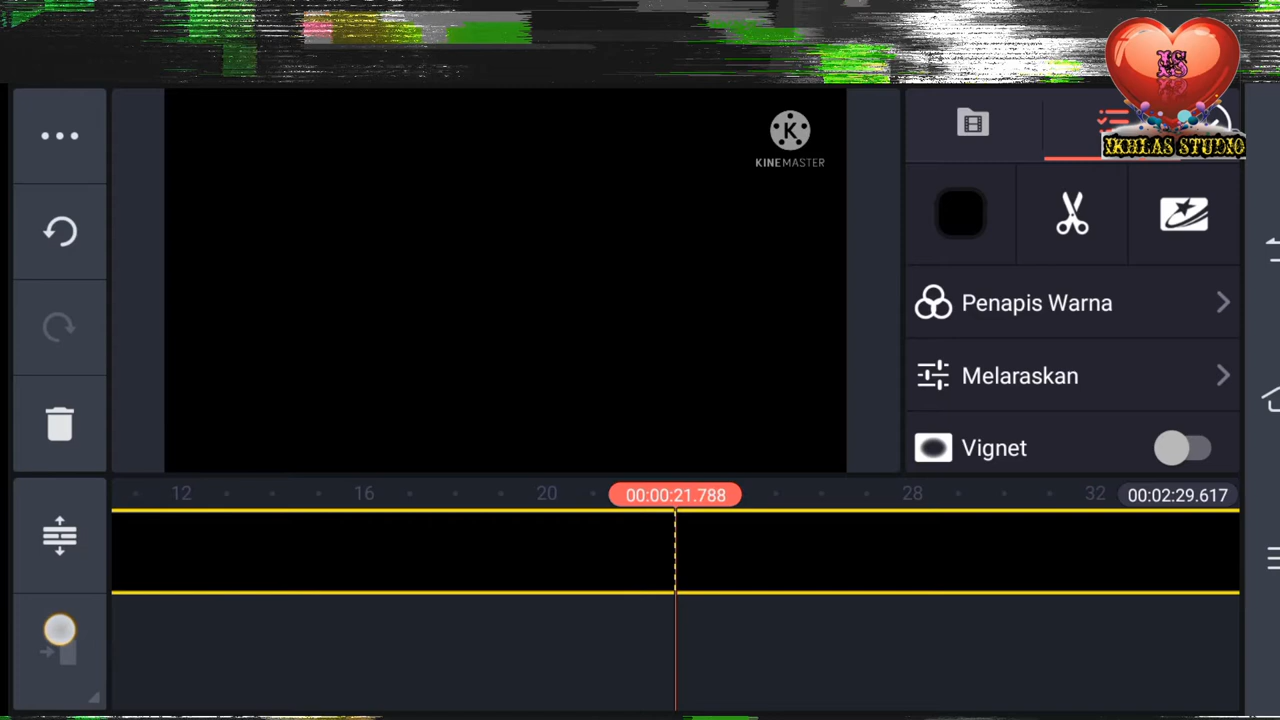 K
KINEMASTER
IKHLAS STUDIO
Penapis Warna
Melaraskan
Vignet
12
16
20
00:00:21.788
28
32
00:02:29.617